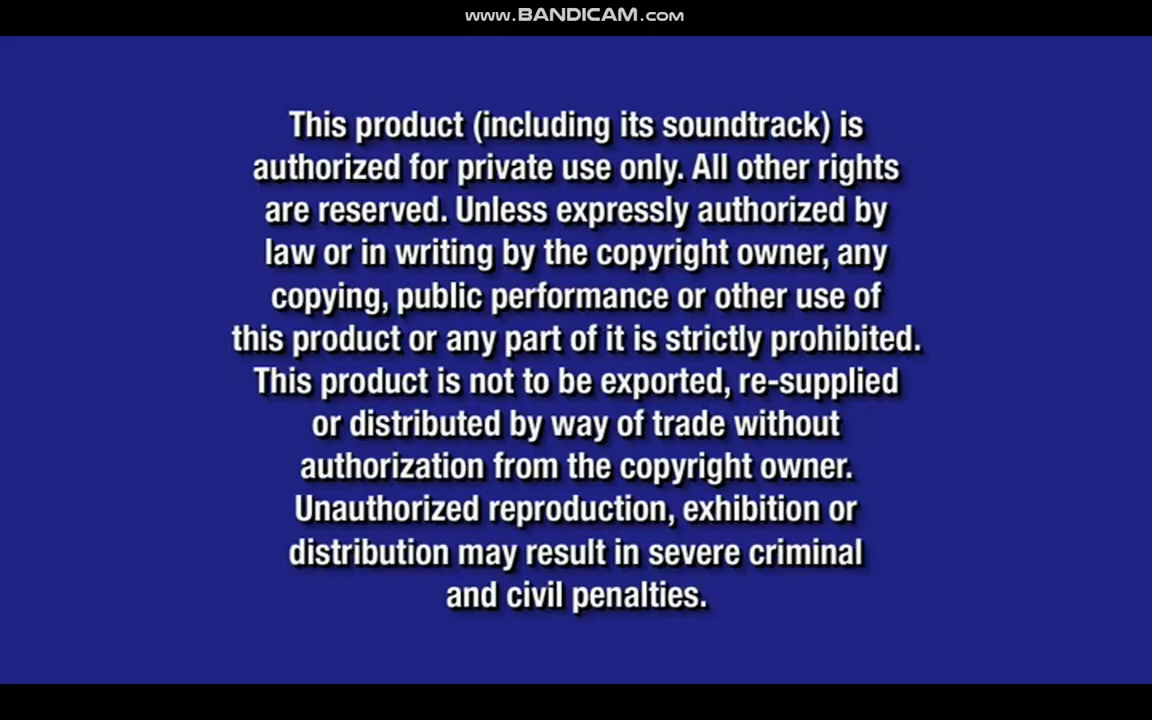 www.BANDICAM.com
This product (including its soundtrack) is
authorized for private use only. All other rights
are reserved. Unless expressly authorized by
law or in writing by the copyright owner, any
copying, public performance or other use of
this product or any part of it is strictly prohibited.
This product is not to be exported, re-supplied
or distributed by way of trade without
authorization from the copyright owner.
Unauthorized reproduction, exhibition or
distribution may result in severe criminal
and civil penalties.